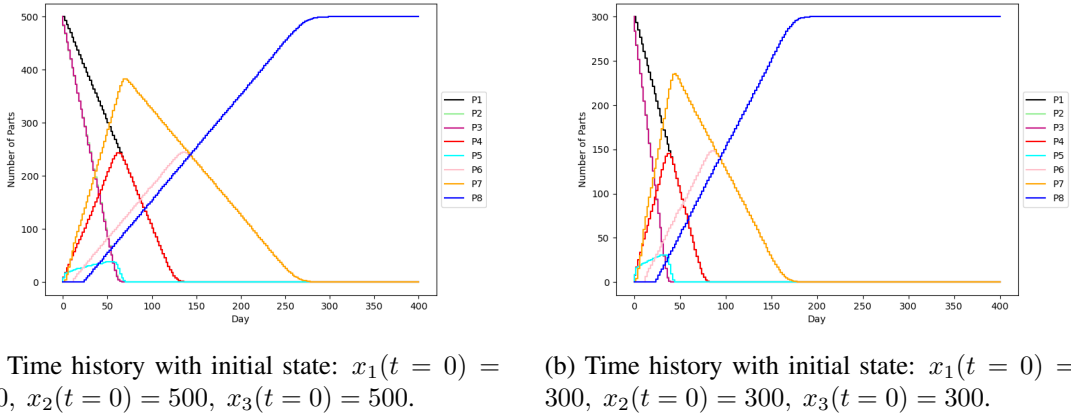 500
400
300
200
100
0
Number of Parts
0 50 100 150 200 250 300 350 400
Day
P1
P2
P3
P4
P5
P6
P7
P8
300
250
200
150
100
50
0
Number of Parts
0 50 100 150 200 250 300 350 400
Day
P1
P2
P3
P4
P5
P6
P7
P8
Time history with initial state: x₁(t = 0) =
0, x₂(t = 0) = 500, x₃(t = 0) = 500.
(b) Time history with initial state: x₁(t = 0) =
300, x₂(t = 0) = 300, x₃(t = 0) = 300.